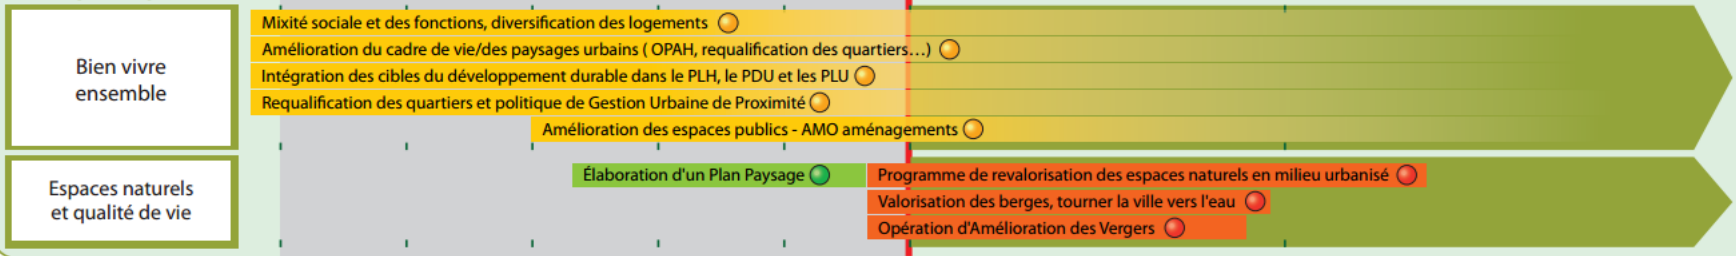 Bien vivre
ensemble
Mixité sociale et des fonctions, diversification des logements
Amélioration du cadre de vie/des paysages urbains ( OPAH, requalification des quartiers…)
Intégration des cibles du développement durable dans le PLH, le PDU et les PLU
Requalification des quartiers et politique de Gestion Urbaine de Proximité
Amélioration des espaces publics - AMO aménagements
Espaces naturels
et qualité de vie
Élaboration d'un Plan Paysage
Programme de revalorisation des espaces naturels en milieu urbanisé
Valorisation des berges, tourner la ville vers l'eau
Opération d'Amélioration des Vergers